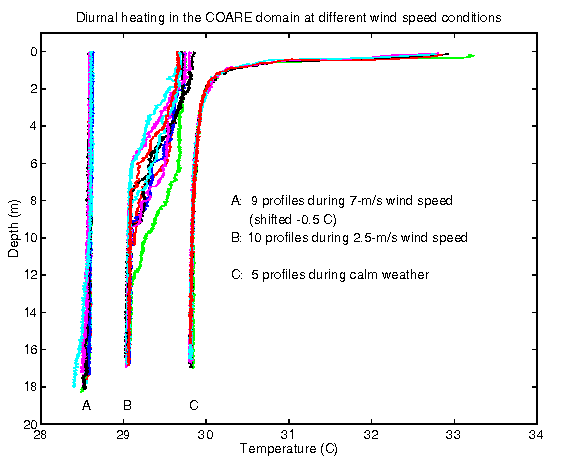 Diurnal heating in the COARE domain at different wind speed conditions
0
2
4
6
8
10
12
14
16
18
20
Depth (m)
A: 9 profiles during 7-m/s wind speed
(shifted -0.5 C)
B: 10 profiles during 2.5-m/s wind speed
C: 5 profiles during calm weather
A B C
28 29 30 31 32 33 34
Temperature (C)